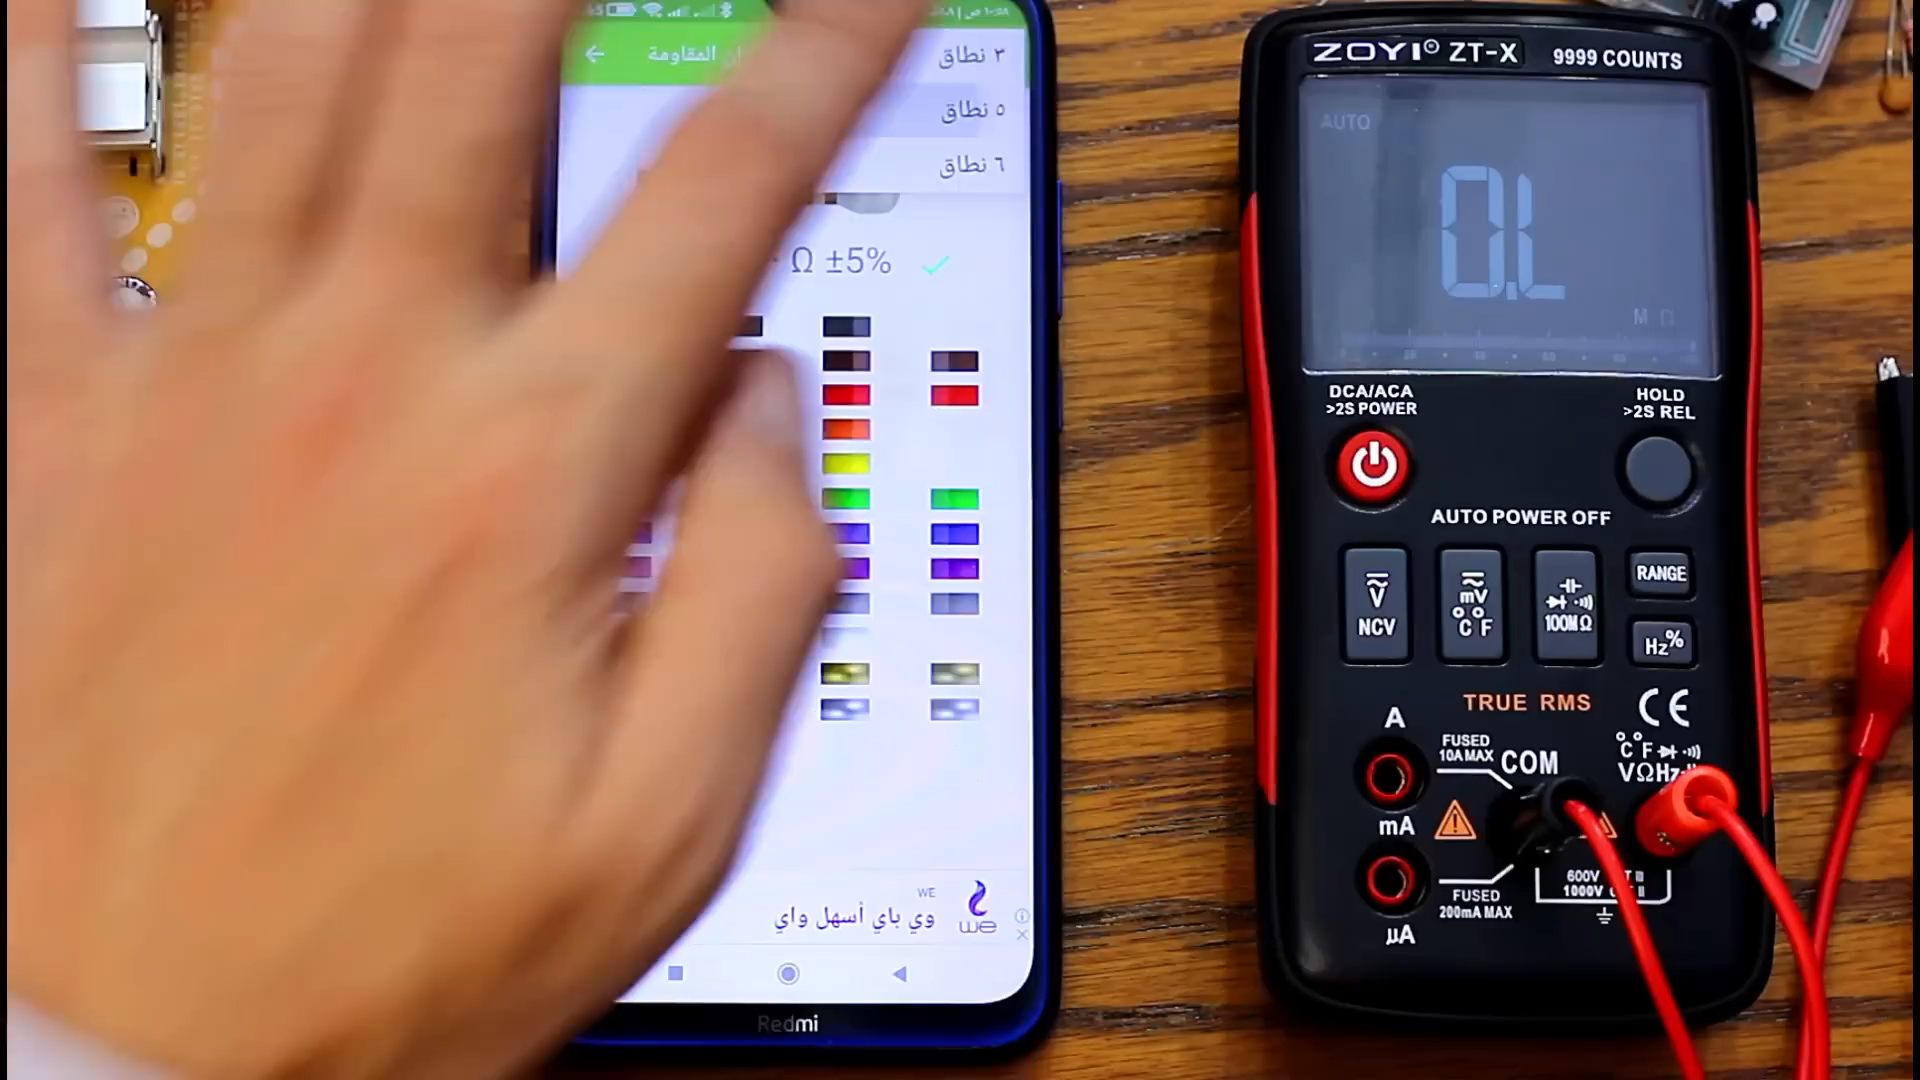 المقاومة
٣ نطاق
٥ نطاق
٦ نطاق
Ω ±5%
WE
وي باي أسهل واي
we
Redmi
ZOYI® ZT-X 9999 COUNTS
AUTO
0.L
M Ω
DCA/ACA
>2S POWER
HOLD
>2S REL
AUTO POWER OFF
V
NCV
mV
°C °F
100MΩ
RANGE
Hz%
TRUE RMS
CE
A
FUSED
10A MAX
COM
°C °F
VΩHz
mA
600V
1000V
FUSED
200mA MAX
µA